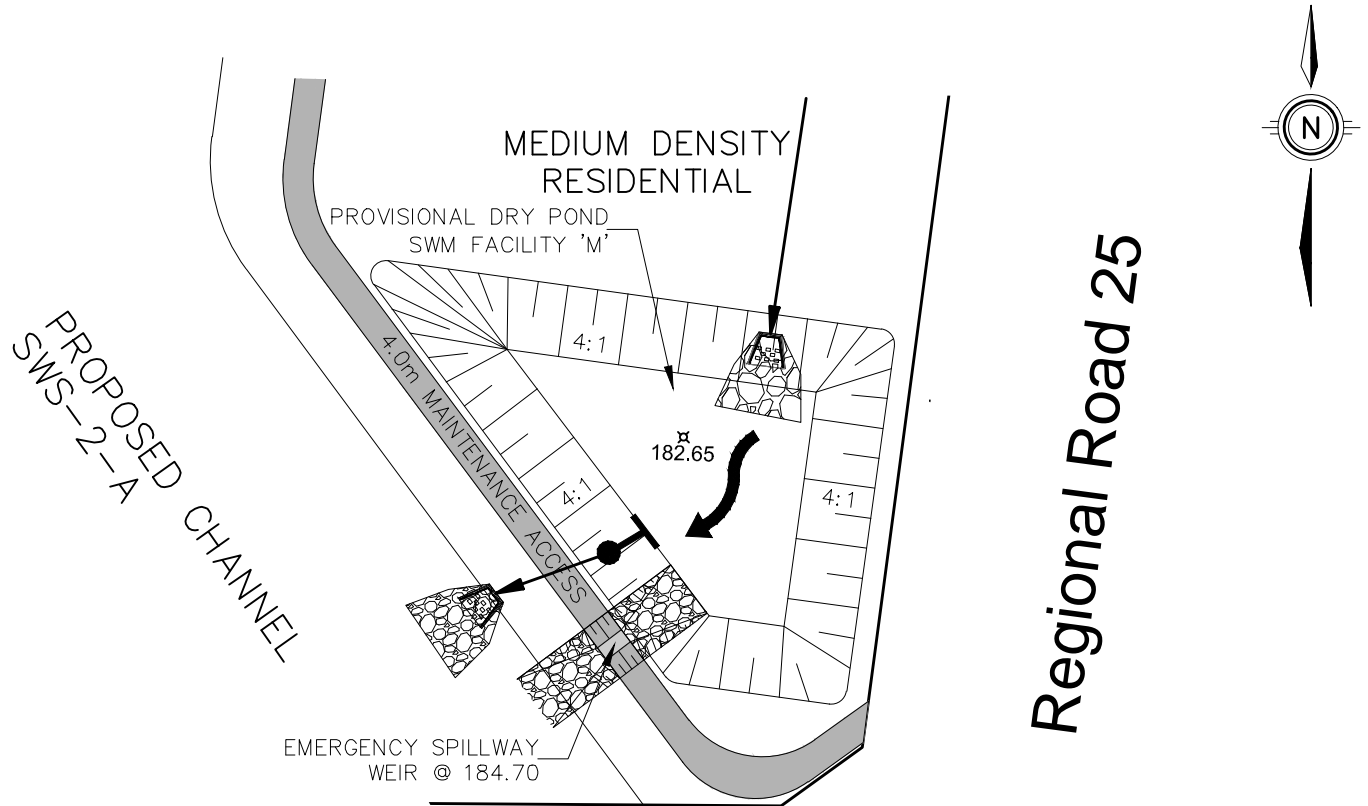 N
MEDIUM DENSITY
RESIDENTIAL
PROVISIONAL DRY POND
SWM FACILITY 'M'
4:1
4.0m MAINTENANCE ACCESS
PROPOSED CHANNEL
SWS-2-A
182.65
4:1
4:1
Regional Road 25
EMERGENCY SPILLWAY
WEIR @ 184.70